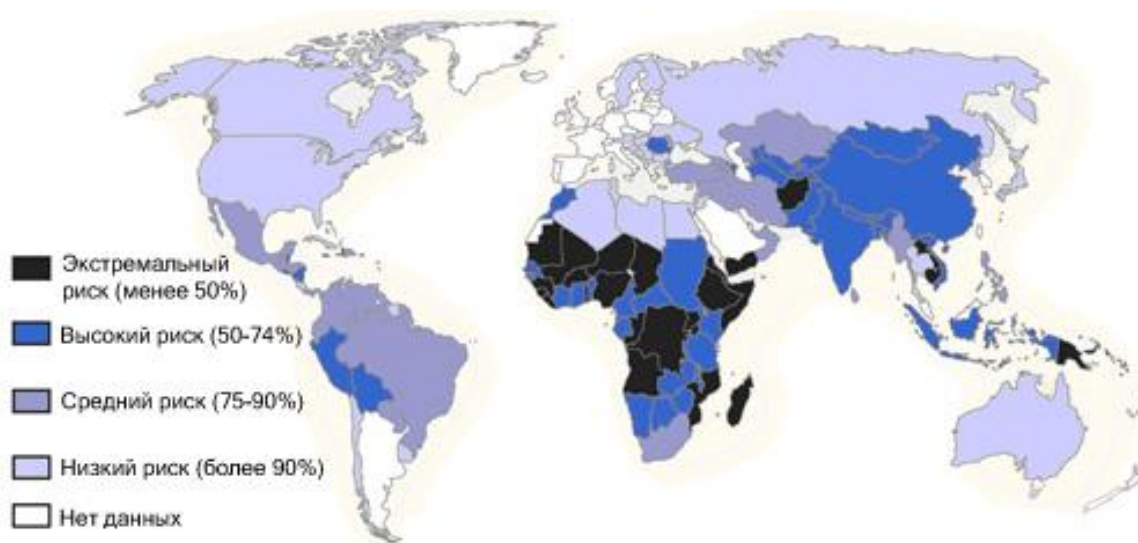 Экстремальный
риск (менее 50%)
Высокий риск (50-74%)
Средний риск (75-90%)
Низкий риск (более 90%)
Нет данных